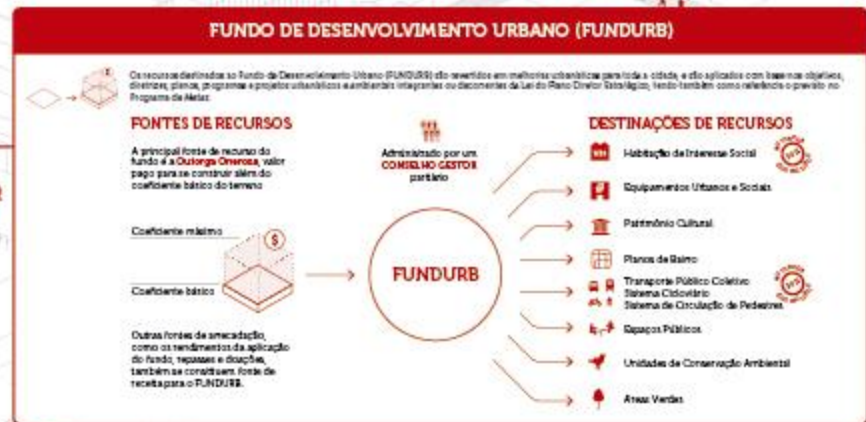 FUNDO DE DESENVOLVIMENTO URBANO (FUNDURB)
Os recursos destinados ao Fundo de Desenvolvimento Urbano (FUNDURB) são revertidos em melhorias urbanísticas para toda a cidade, e são aplicados com base nos objetivos,
diretrizes, planos, programas e projetos urbanísticos e ambientais integrantes ou decorrentes da Lei do Plano Diretor Estratégico, tendo também como referência o previsto no
Programa de Metas.
FONTES DE RECURSOS
A principal fonte de recurso do
fundo é a Outorga Onerosa, valor
pago para se construir além do
coeficiente básico do terreno
Coeficiente máximo
$
Coeficiente básico
Outras fontes de arrecadação,
como os rendimentos da aplicação
do fundo, repasses e doações,
também se constituem fonte de
receita para o FUNDURB.
Administrado por um
CONSELHO GESTOR
paritário
FUNDURB
DESTINAÇÕES DE RECURSOS
Habitação de Interesse Social
Equipamentos Urbanos e Sociais
Patrimônio Cultural
Planos de Bairro
Transporte Público Coletivo
Sistema Cicloviário
Sistema de Circulação de Pedestres
Espaços Públicos
Unidades de Conservação Ambiental
Áreas Verdes